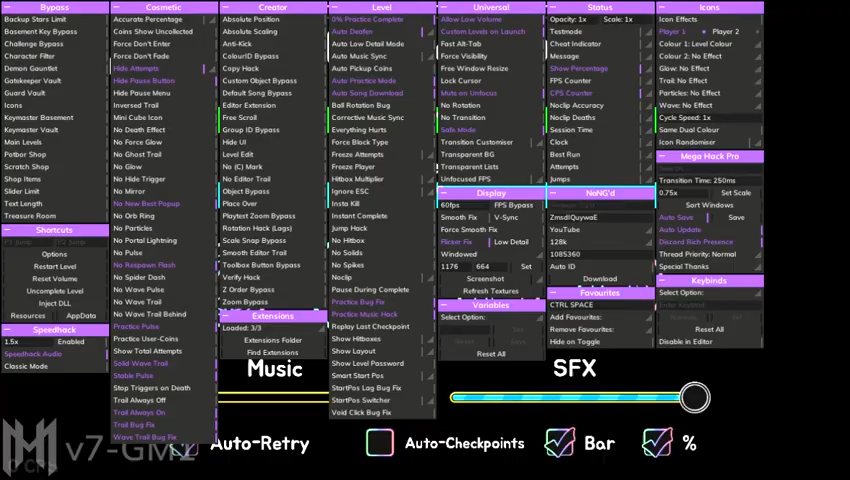 Bypass
Backup Stars Limit
Basement Key Bypass
Challenge Bypass
Character Filter
Demon Gauntlet
Gatekeeper Vault
Guard Vault
Icons
Keymaster Basement
Keymaster Vault
Main Levels
Potbor Shop
Scratch Shop
Shop Items
Slider Limit
Text Length
Treasure Room
Shortcuts
Options
Restart Level
Reset Volume
Uncomplete Level
Inject DLL
Resources AppData
Speedhack
1.5x Enabled
Speedhack Audio
Classic Mode
Cosmetic
Accurate Percentage
Coins Show Uncollected
Force Don't Enter
Force Don't Fade
Hide Attempts
Hide Pause Button
Hide Pause Menu
Inversed Trail
Mini Cube Icon
No Death Effect
No Force Glow
No Ghost Trail
No Glow
No Hide Trigger
No Mirror
No New Best Popup
No Orb Ring
No Particles
No Portal Lightning
No Pulse
No Respawn Flash
No Spider Dash
No Wave Pulse
No Wave Trail
No Wave Trail Behind
Practice Pulse
Practice User-Coins
Show Total Attempts
Solid Wave Trail
Stable Pulse
Stop Triggers on Death
Trail Always Off
Trail Always On
Trail Bug Fix
Wave Trail Bug Fix
Creator
Absolute Position
Absolute Scaling
Anti-Kick
ColourID Bypass
Copy Hack
Custom Object Bypass
Default Song Bypass
Editor Extension
Free Scroll
Group ID Bypass
Hide UI
Level Edit
No (C) Mark
No Editor Trail
Object Bypass
Place Over
Playtest Zoom Bypass
Rotation Hack (Lags)
Scale Snap Bypass
Smooth Editor Trail
Toolbox Button Bypass
Verify Hack
Z Order Bypass
Zoom Bypass
Extensions
Loaded: 3/3
Extensions Folder
Find Extensions
Level
0% Practice Complete
Auto Deafen
Auto Low Detail Mode
Auto Music Sync
Auto Pickup Coins
Auto Practice Mode
Auto Song Download
Ball Rotation Bug
Corrective Music Sync
Everything Hurts
Force Block Type
Freeze Attempts
Freeze Player
Hitbox Multiplier
Ignore ESC
Insta Kill
Instant Complete
Jump Hack
No Hitbox
No Solids
No Spikes
Noclip
Pause During Complete
Practice Bug Fix
Practice Music Hack
Replay Last Checkpoint
Show Hitboxes
Show Layout
Show Level Password
Smart Start Pos
StartPos Lag Bug Fix
StartPos Switcher
Void Click Bug Fix
Universal
Allow Low Volume
Custom Levels on Launch
Fast Alt-Tab
Force Visibility
Free Window Resize
Lock Cursor
Mute on Unfocus
No Rotation
No Transition
Safe Mode
Transition Customiser
Transparent BG
Transparent Lists
Unfocused FPS
Display
60fps FPS Bypass
Smooth Fix V-Sync
Force Smooth Fix
Flicker Fix Low Detail
Windowed
1176 664 Set
Screenshot
Refresh Textures
Variables
Select Option:
Reset All
Status
Opacity: 1x Scale: 1x
Testmode
Cheat Indicator
Message
Show Percentage
FPS Counter
CPS Counter
Noclip Accuracy
Noclip Deaths
Session Time
Clock
Best Run
Attempts
Jumps
NoNG'd
ZmsdIQuywaE
YouTube
128k
1085360
Auto ID
Download
Favourites
CTRL SPACE
Add Favourites:
Remove Favourites:
Hide on Toggle
Icons
Icon Effects
Player 1 Player 2
Colour 1: Level Colour
Colour 2: No Effect
Glow: No Effect
Trail: No Effect
Particles: No Effect
Wave: No Effect
Cycle Speed: 1x
Same Dual Colour
Icon Randomiser
Mega Hack Pro
Transition Time: 250ms
0.75x Set Scale
Sort Windows
Auto Save Save
Auto Update
Discord Rich Presence
Thread Priority: Normal
Special Thanks
Keybinds
Select Option:
Reset All
Disable in Editor
Music SFX
Auto-Retry Auto-Checkpoints Bar %